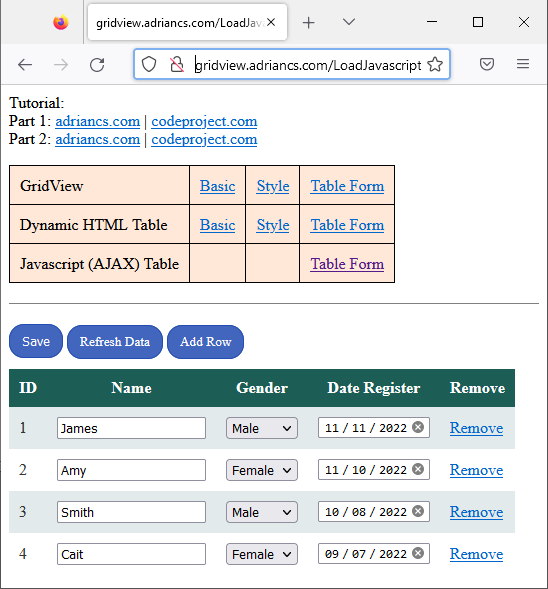 gridview.adriancs.com/LoadJava
gridview.adriancs.com/LoadJavascript
Tutorial:
Part 1: adriancs.com | codeproject.com
Part 2: adriancs.com | codeproject.com
GridView Basic Style Table Form
Dynamic HTML Table Basic Style Table Form
Javascript (AJAX) Table Table Form
Save Refresh Data Add Row
ID Name Gender Date Register Remove
1 James Male 11 / 11 / 2022 Remove
2 Amy Female 11 / 10 / 2022 Remove
3 Smith Male 10 / 08 / 2022 Remove
4 Cait Female 09 / 07 / 2022 Remove